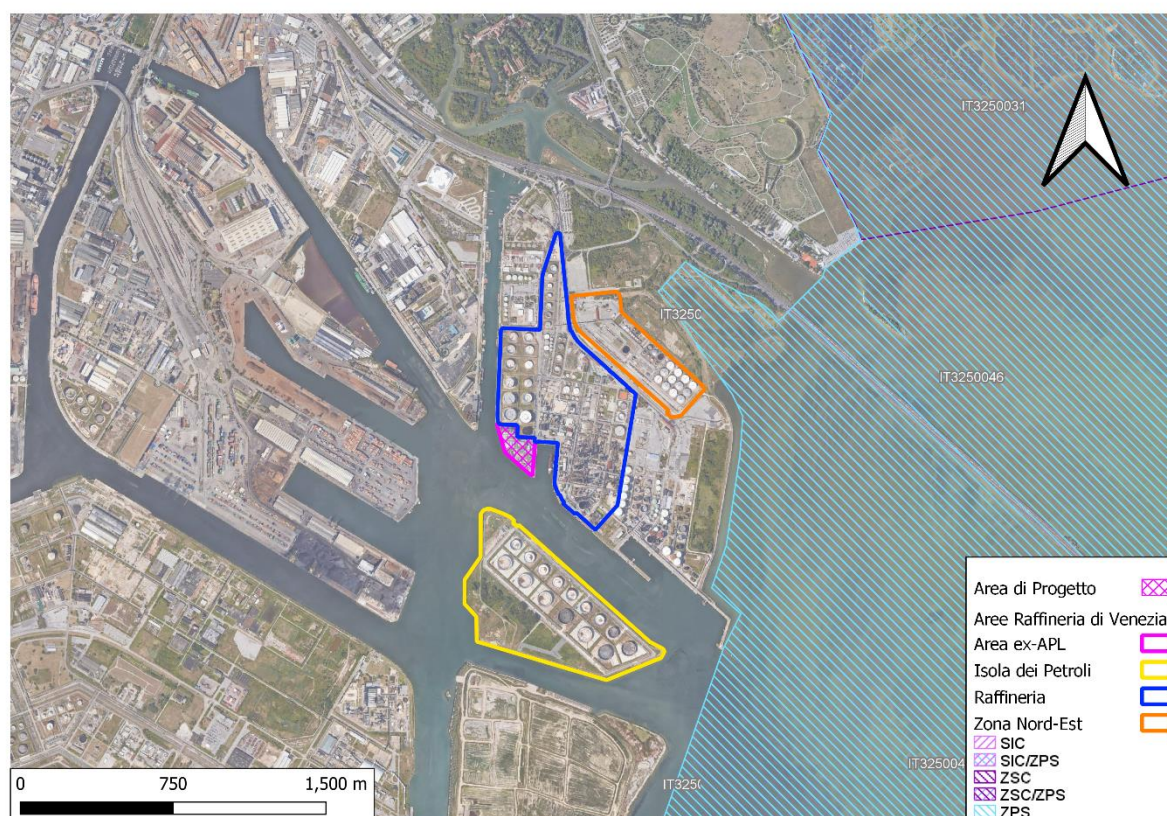 IT3250031
IT325(
IT3250046
IT325004
IT325(
Area di Progetto
Aree Raffineria di Venezia
Area ex-APL
Isola dei Petroli
Raffineria
Zona Nord-Est
SIC
SIC/ZPS
ZSC
ZSC/ZPS
ZPS
0 750 1,500 m